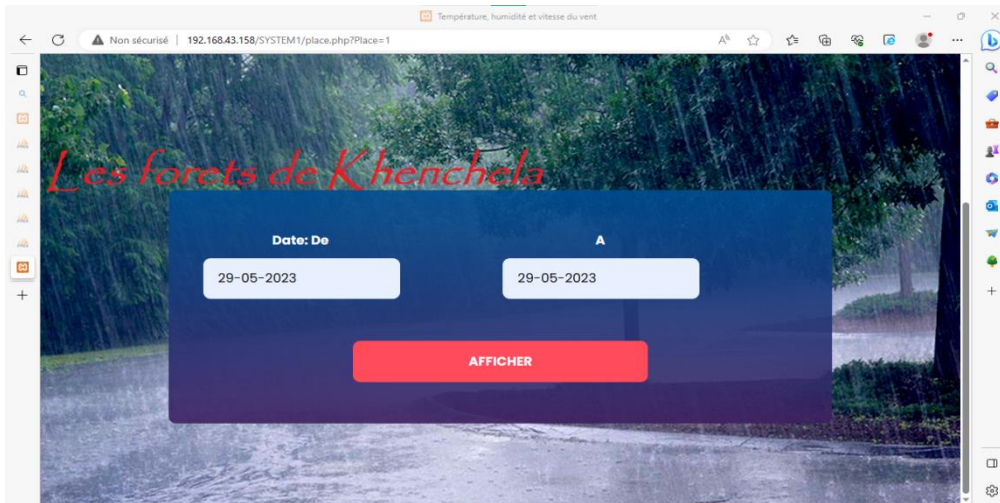 Température, humidité et vitesse du vent
Non sécurisé | 192.168.43.158/SYSTEM1/place.php?Place=1
Les forets de Khenchela
Date: De
A
29-05-2023
29-05-2023
AFFICHER